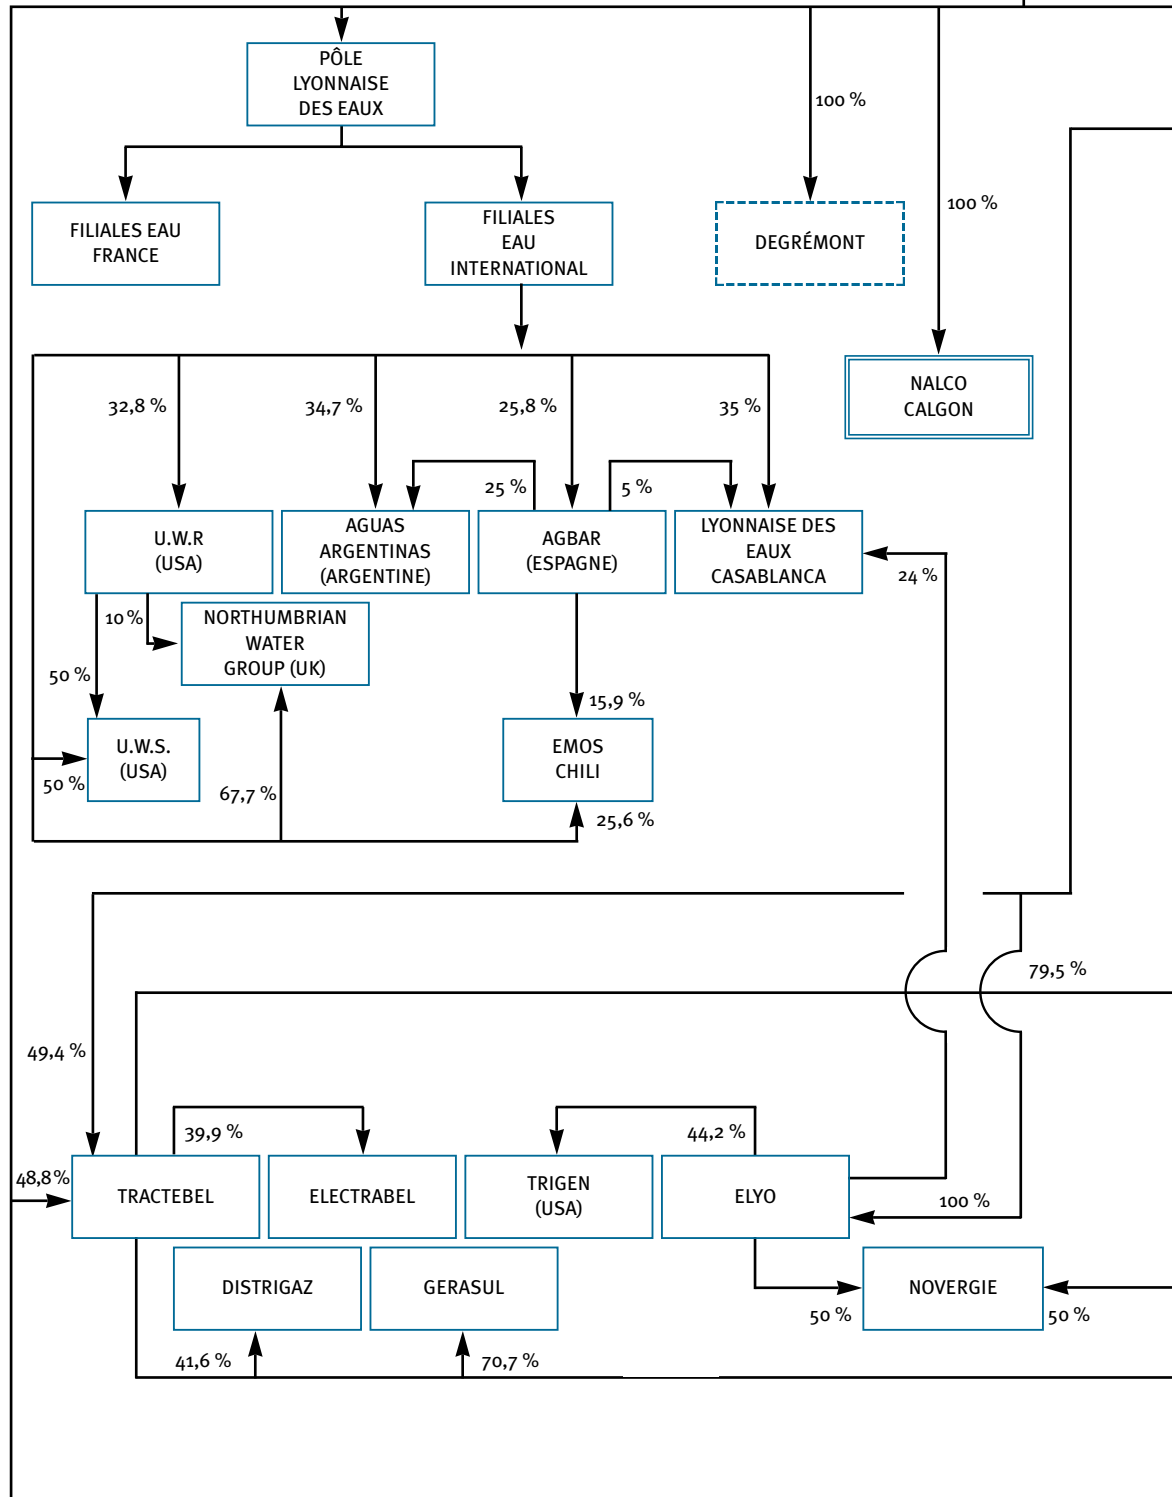 PÔLE
LYONNAISE
DES EAUX
100 %
100 %
FILIALES EAU
FRANCE
FILIALES
EAU
INTERNATIONAL
DEGRÉMONT
NALCO
CALGON
32,8 %
34,7 %
25,8 %
35 %
25 %
5 %
U.W.R
(USA)
AGUAS
ARGENTINAS
(ARGENTINE)
AGBAR
(ESPAGNE)
LYONNAISE DES
EAUX
CASABLANCA
24 %
10 %
NORTHUMBRIAN
WATER
GROUP (UK)
50 %
15,9 %
U.W.S.
(USA)
EMOS
CHILI
50 %
67,7 %
25,6 %
79,5 %
49,4 %
39,9 %
44,2 %
48,8 %
TRACTEBEL
ELECTRABEL
TRIGEN
(USA)
ELYO
100 %
DISTRIGAZ
GERASUL
NOVERGIE
50 %
50 %
41,6 %
70,7 %